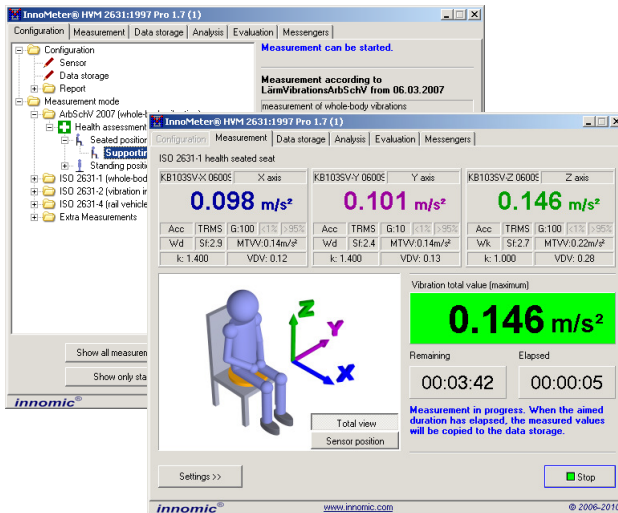 InnoMeter® HVM 2631:1997 Pro 1.7 (1)
Configuration Measurement Data storage Analysis Evaluation Messengers
Configuration
Sensor
Data storage
Report
Measurement mode
ArbSchV 2007 (whole-b
Health assessment
Seated position
Supportin
Standing positi
ISO 2631-1 (whole-bod
ISO 2631-2 (vibration in
ISO 2631-4 (rail vehicle
Extra Measurements
Show all measuren
Show only sta
innomic®
Measurement can be started.
Measurement according to
LärmVibrationsArbSchV from 06.03.2007
measurement of whole-body vibrations
InnoMeter® HVM 2631:1997 Pro 1.7 (1)
Configuration Measurement Data storage Analysis Evaluation Messengers
ISO 2631-1 health seated seat
KB103SV-X 0600 X axis KB103SV-Y 0600 Y axis KB103SV-Z 0600 Z axis
0.098 m/s² 0.101 m/s² 0.146 m/s²
Acc TRMS G:100 <1% >95% Acc TRMS G:10 <1% >95% Acc TRMS G:100 <1% >95%
Wd Sf:2.9 MTVV:0.14m/s² Wd Sf:2.4 MTVV:0.14m/s² Wk Sf:2.7 MTVV:0.22m/s²
k: 1.400 VDV: 0.12 k: 1.400 VDV: 0.13 k: 1.000 VDV: 0.28
Z
Y
X
Total view
Sensor position
Vibration total value (maximum)
0.146 m/s²
Remaining Elapsed
00:03:42 00:00:05
Measurement in progress. When the aimed
duration has elapsed, the measured values
will be copied to the data storage.
Settings >> Stop
innomic® www.innomic.com © 2006-2010